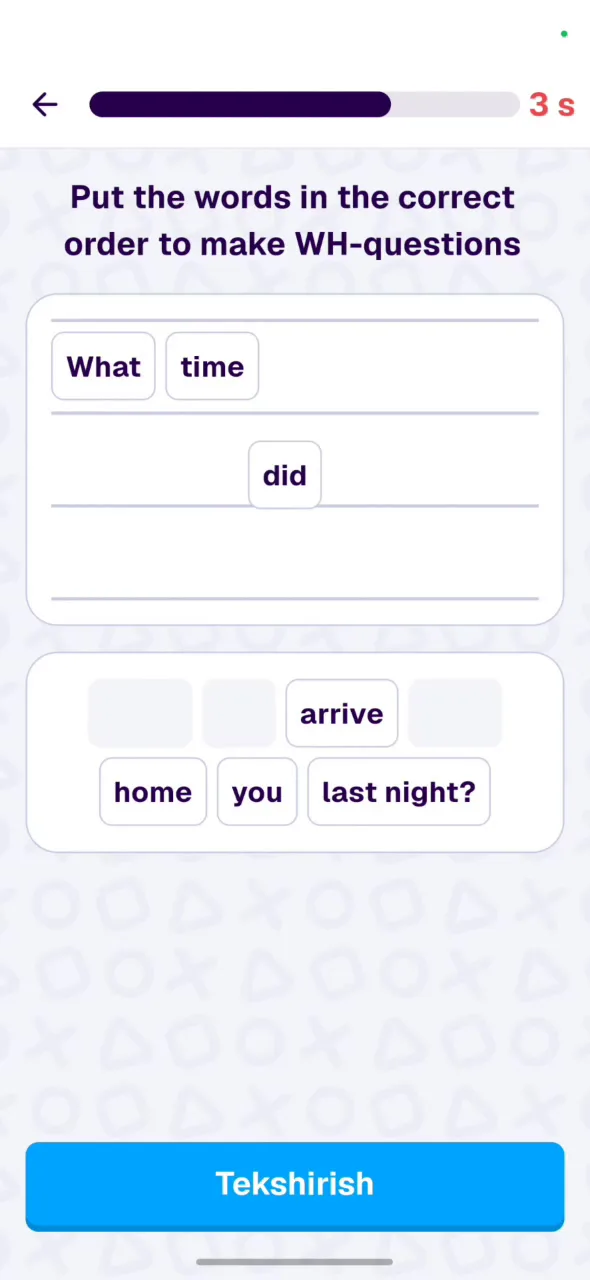 3 s
Put the words in the correct
order to make WH-questions
What time
did
arrive
home you last night?
Tekshirish